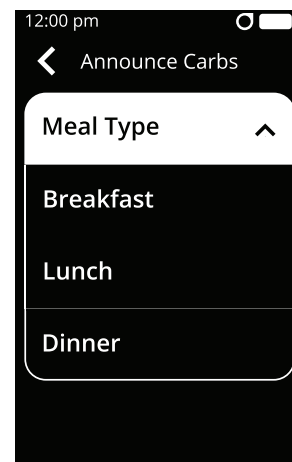 12:00 pm
Announce Carbs
Meal Type
Breakfast
Lunch
Dinner